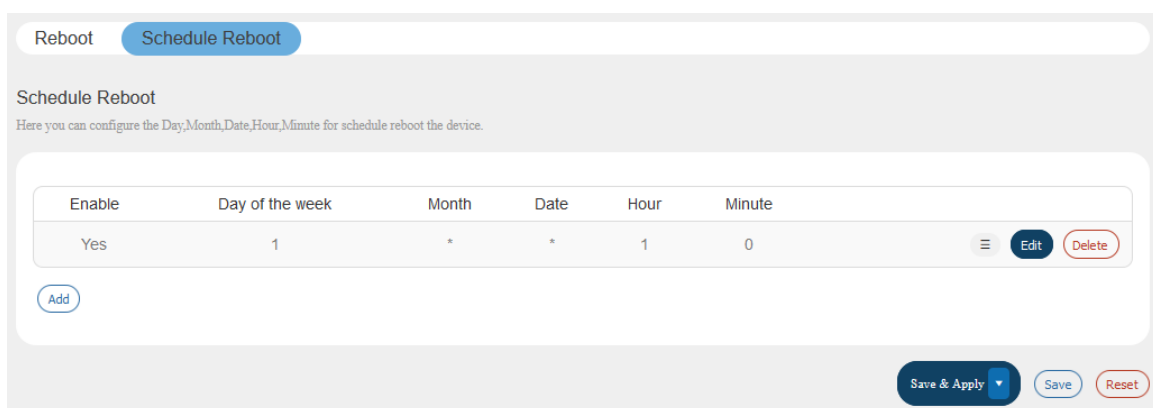 Reboot Schedule Reboot
Schedule Reboot
Here you can configure the Day,Month,Date,Hour,Minute for schedule reboot the device.
Enable Day of the week Month Date Hour Minute
Yes 1 * * 1 0 ☰ Edit Delete
Add
Save & Apply ▼ Save Reset